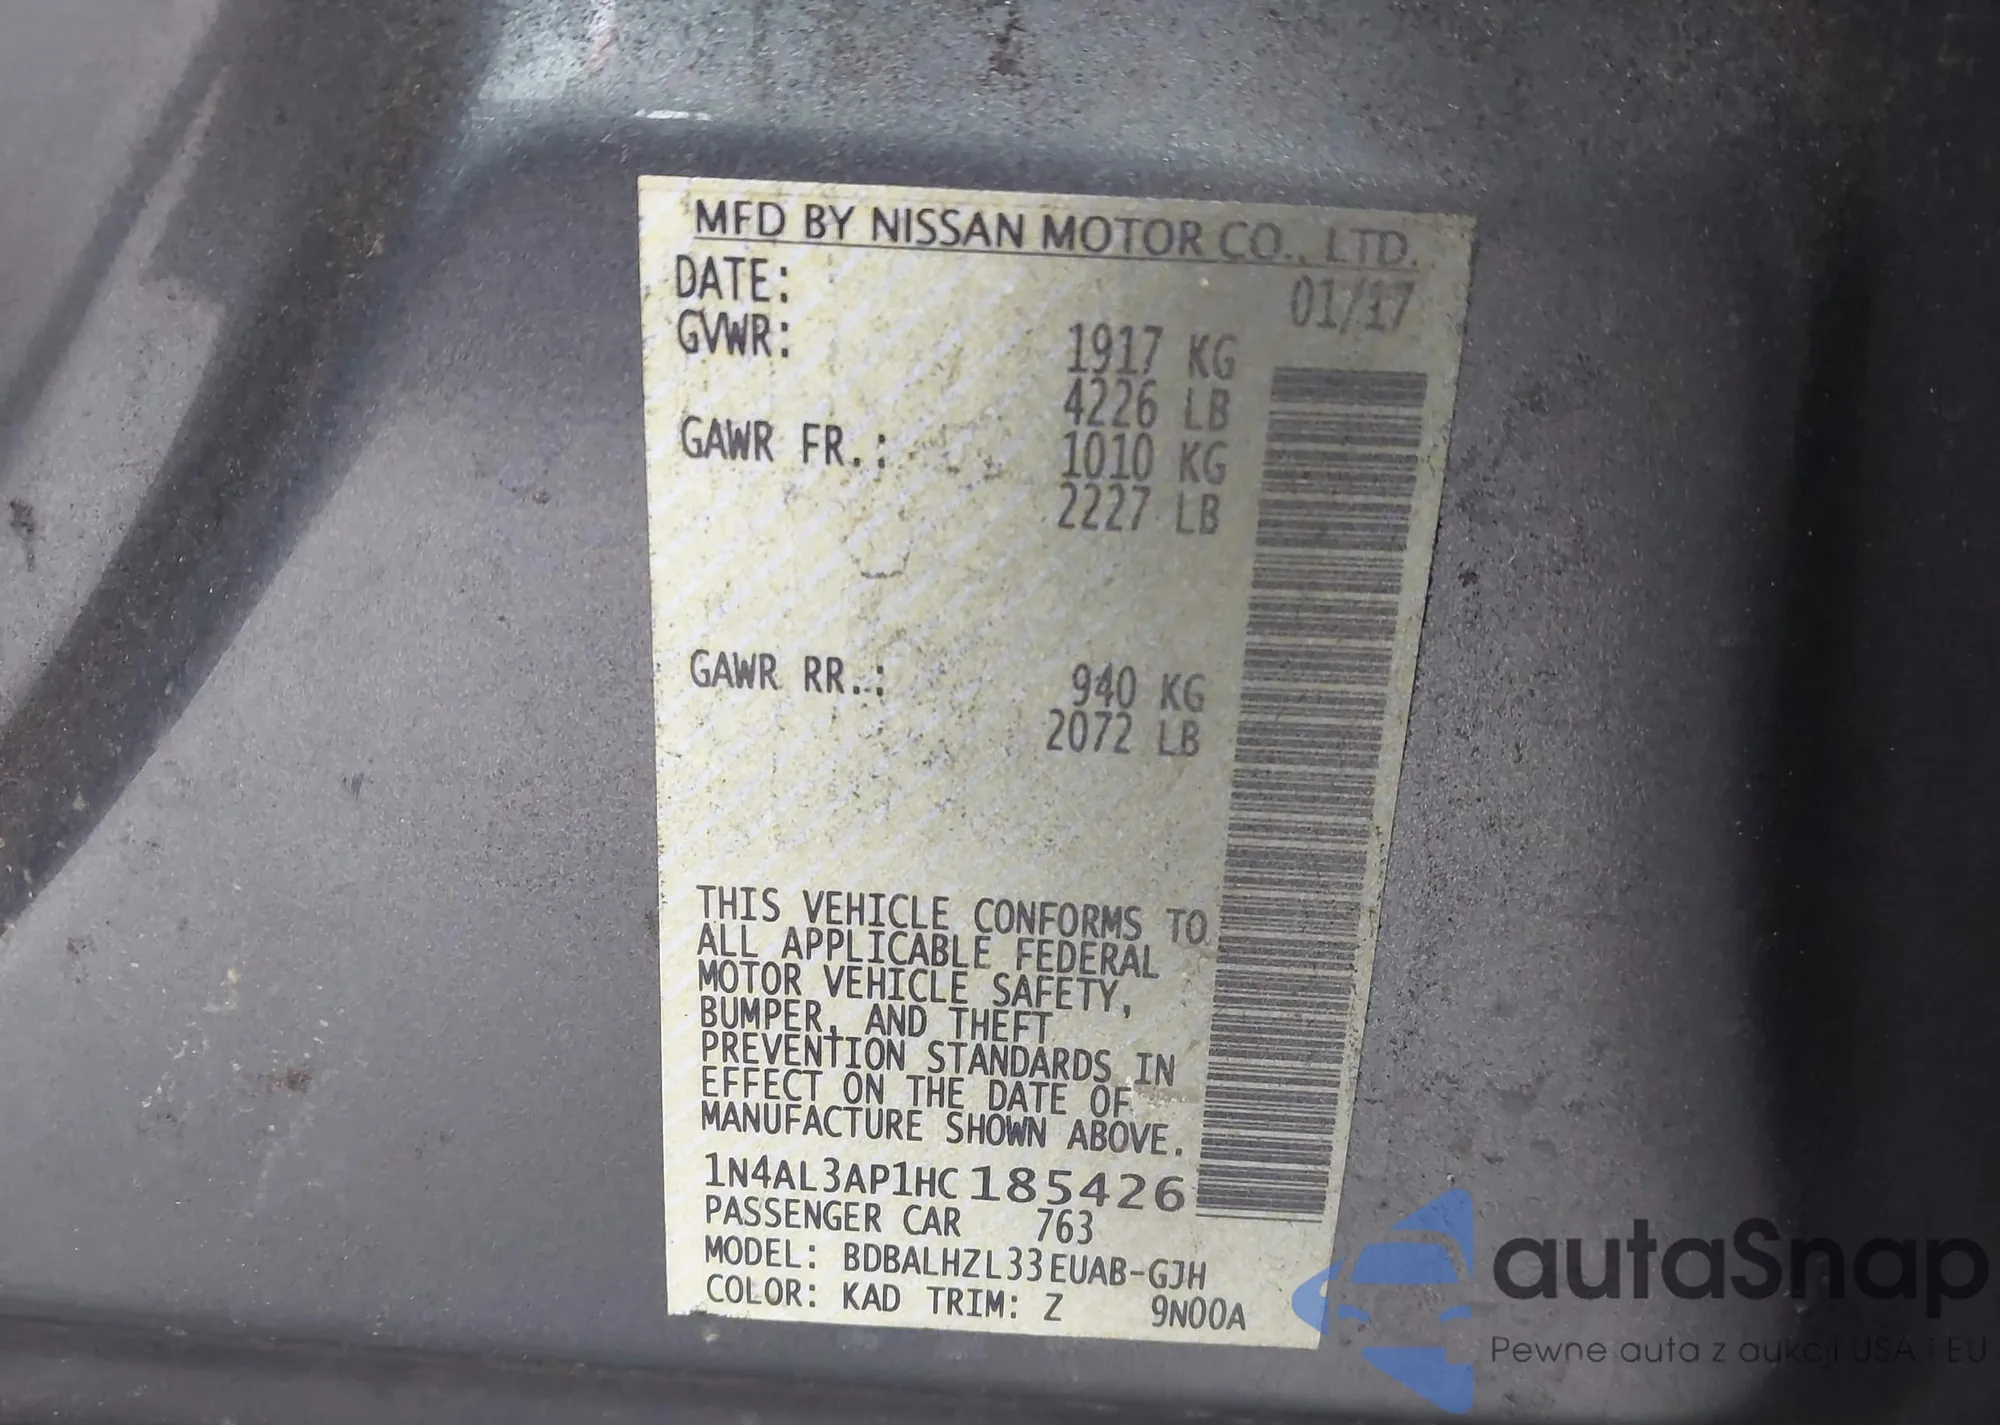 MFD BY NISSAN MOTOR CO., LTD.
DATE: 01/17
GVWR: 1917 KG
4226 LB
GAWR FR.: 1010 KG
2227 LB
GAWR RR.: 940 KG
2072 LB
THIS VEHICLE CONFORMS TO
ALL APPLICABLE FEDERAL
MOTOR VEHICLE SAFETY,
BUMPER, AND THEFT
PREVENTION STANDARDS IN
EFFECT ON THE DATE OF
MANUFACTURE SHOWN ABOVE.
1N4AL3AP1HC185426
PASSENGER CAR 763
MODEL: BDBALHZL33EUAB-GJH
COLOR: KAD TRIM: Z 9N00A
autaSnap
Pewne auta z aukcji USA i EU